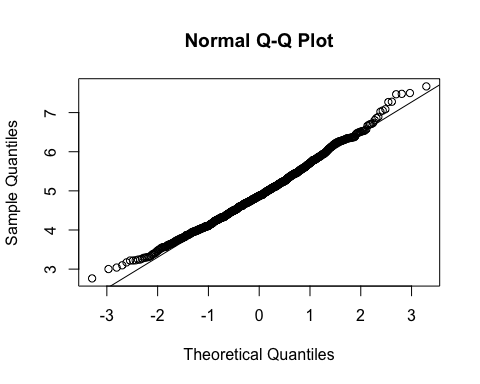 Normal Q-Q Plot
Sample Quantiles
7
6
5
4
3
-3 -2 -1 0 1 2 3
Theoretical Quantiles